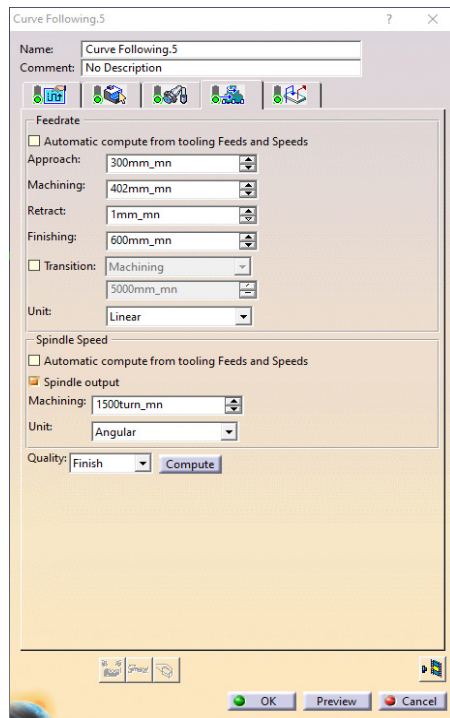 Curve Following.5 ? ×
Name: Curve Following.5
Comment: No Description
Feedrate
Automatic compute from tooling Feeds and Speeds
Approach: 300mm_mn
Machining: 402mm_mn
Retract: 1mm_mn
Finishing: 600mm_mn
Transition: Machining
5000mm_mn
Unit: Linear
Spindle Speed
Automatic compute from tooling Feeds and Speeds
Spindle output
Machining: 1500turn_mn
Unit: Angular
Quality: Finish Compute
OK Preview Cancel